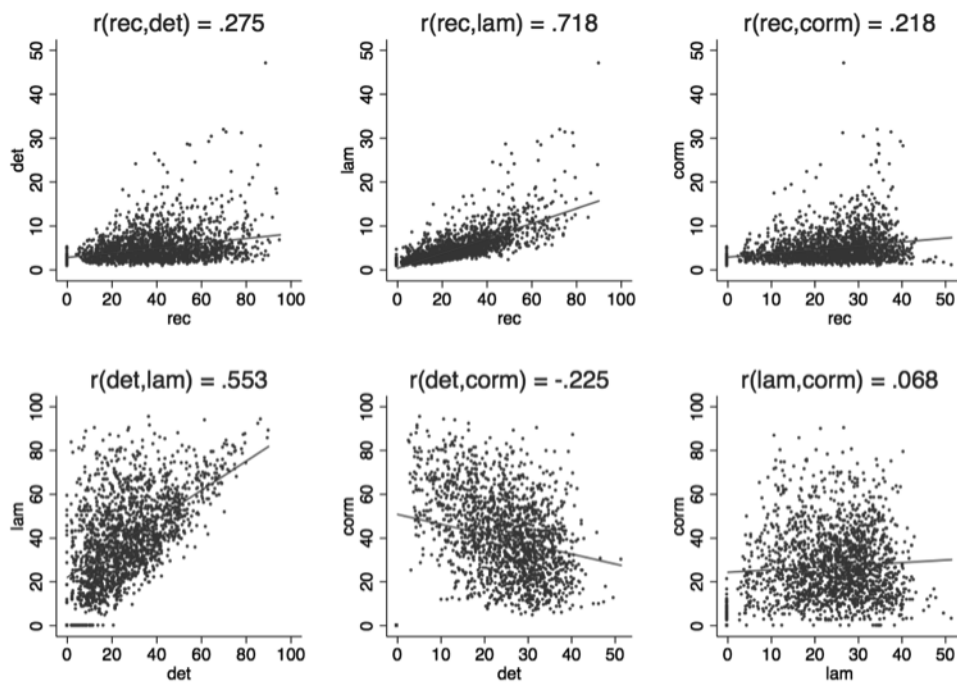 r(rec,det) = .275
r(rec,lam) = .718
r(rec,corm) = .218
50
40
30
20
10
0
det
0 20 40 60 80 100
rec
50
40
30
20
10
0
lam
0 20 40 60 80 100
rec
50
40
30
20
10
0
corm
0 10 20 30 40 50
rec
r(det,lam) = .553
r(det,corm) = -.225
r(lam,corm) = .068
100
80
60
40
20
0
lam
0 20 40 60 80 100
det
100
80
60
40
20
0
corm
0 10 20 30 40 50
det
100
80
60
40
20
0
corm
0 10 20 30 40 50
lam